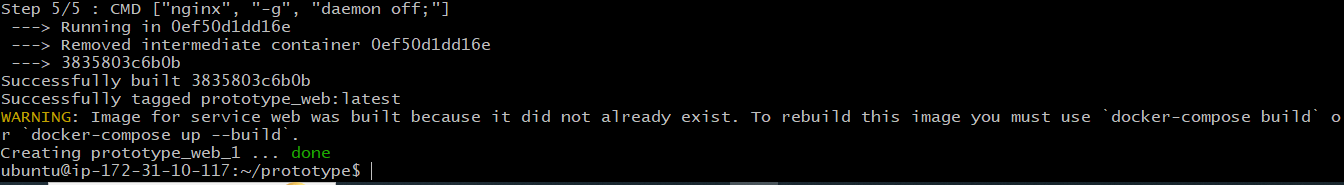 Step 5/5 : CMD ["nginx", "-g", "daemon off;"]
 ---> Running in 0ef50d1dd16e
 ---> Removed intermediate container 0ef50d1dd16e
 ---> 3835803c6b0b
Successfully built 3835803c6b0b
Successfully tagged prototype_web:latest
WARNING: Image for service web was built because it did not already exist. To rebuild this image you must use `docker-compose build` o
r `docker-compose up --build`.
Creating prototype_web_1 ... done
ubuntu@ip-172-31-10-117:~/prototype$